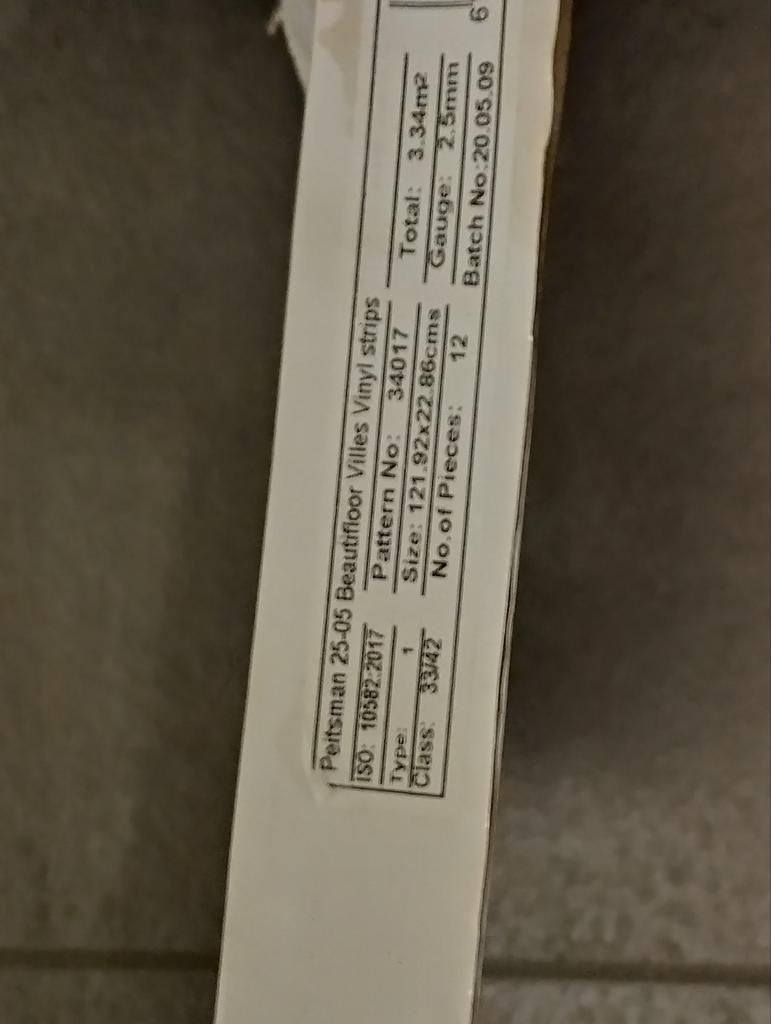 Peitsman 25-05 Beautifloor Villes Vinyl strips
ISO: 10582:2017
Type: 1
Class: 33/42
Pattern No: 34017
Size: 121.92x22.86cms
No.of Pieces: 12
Total: 3.34m2
Gauge: 2.5mm
Batch No:20.05.09